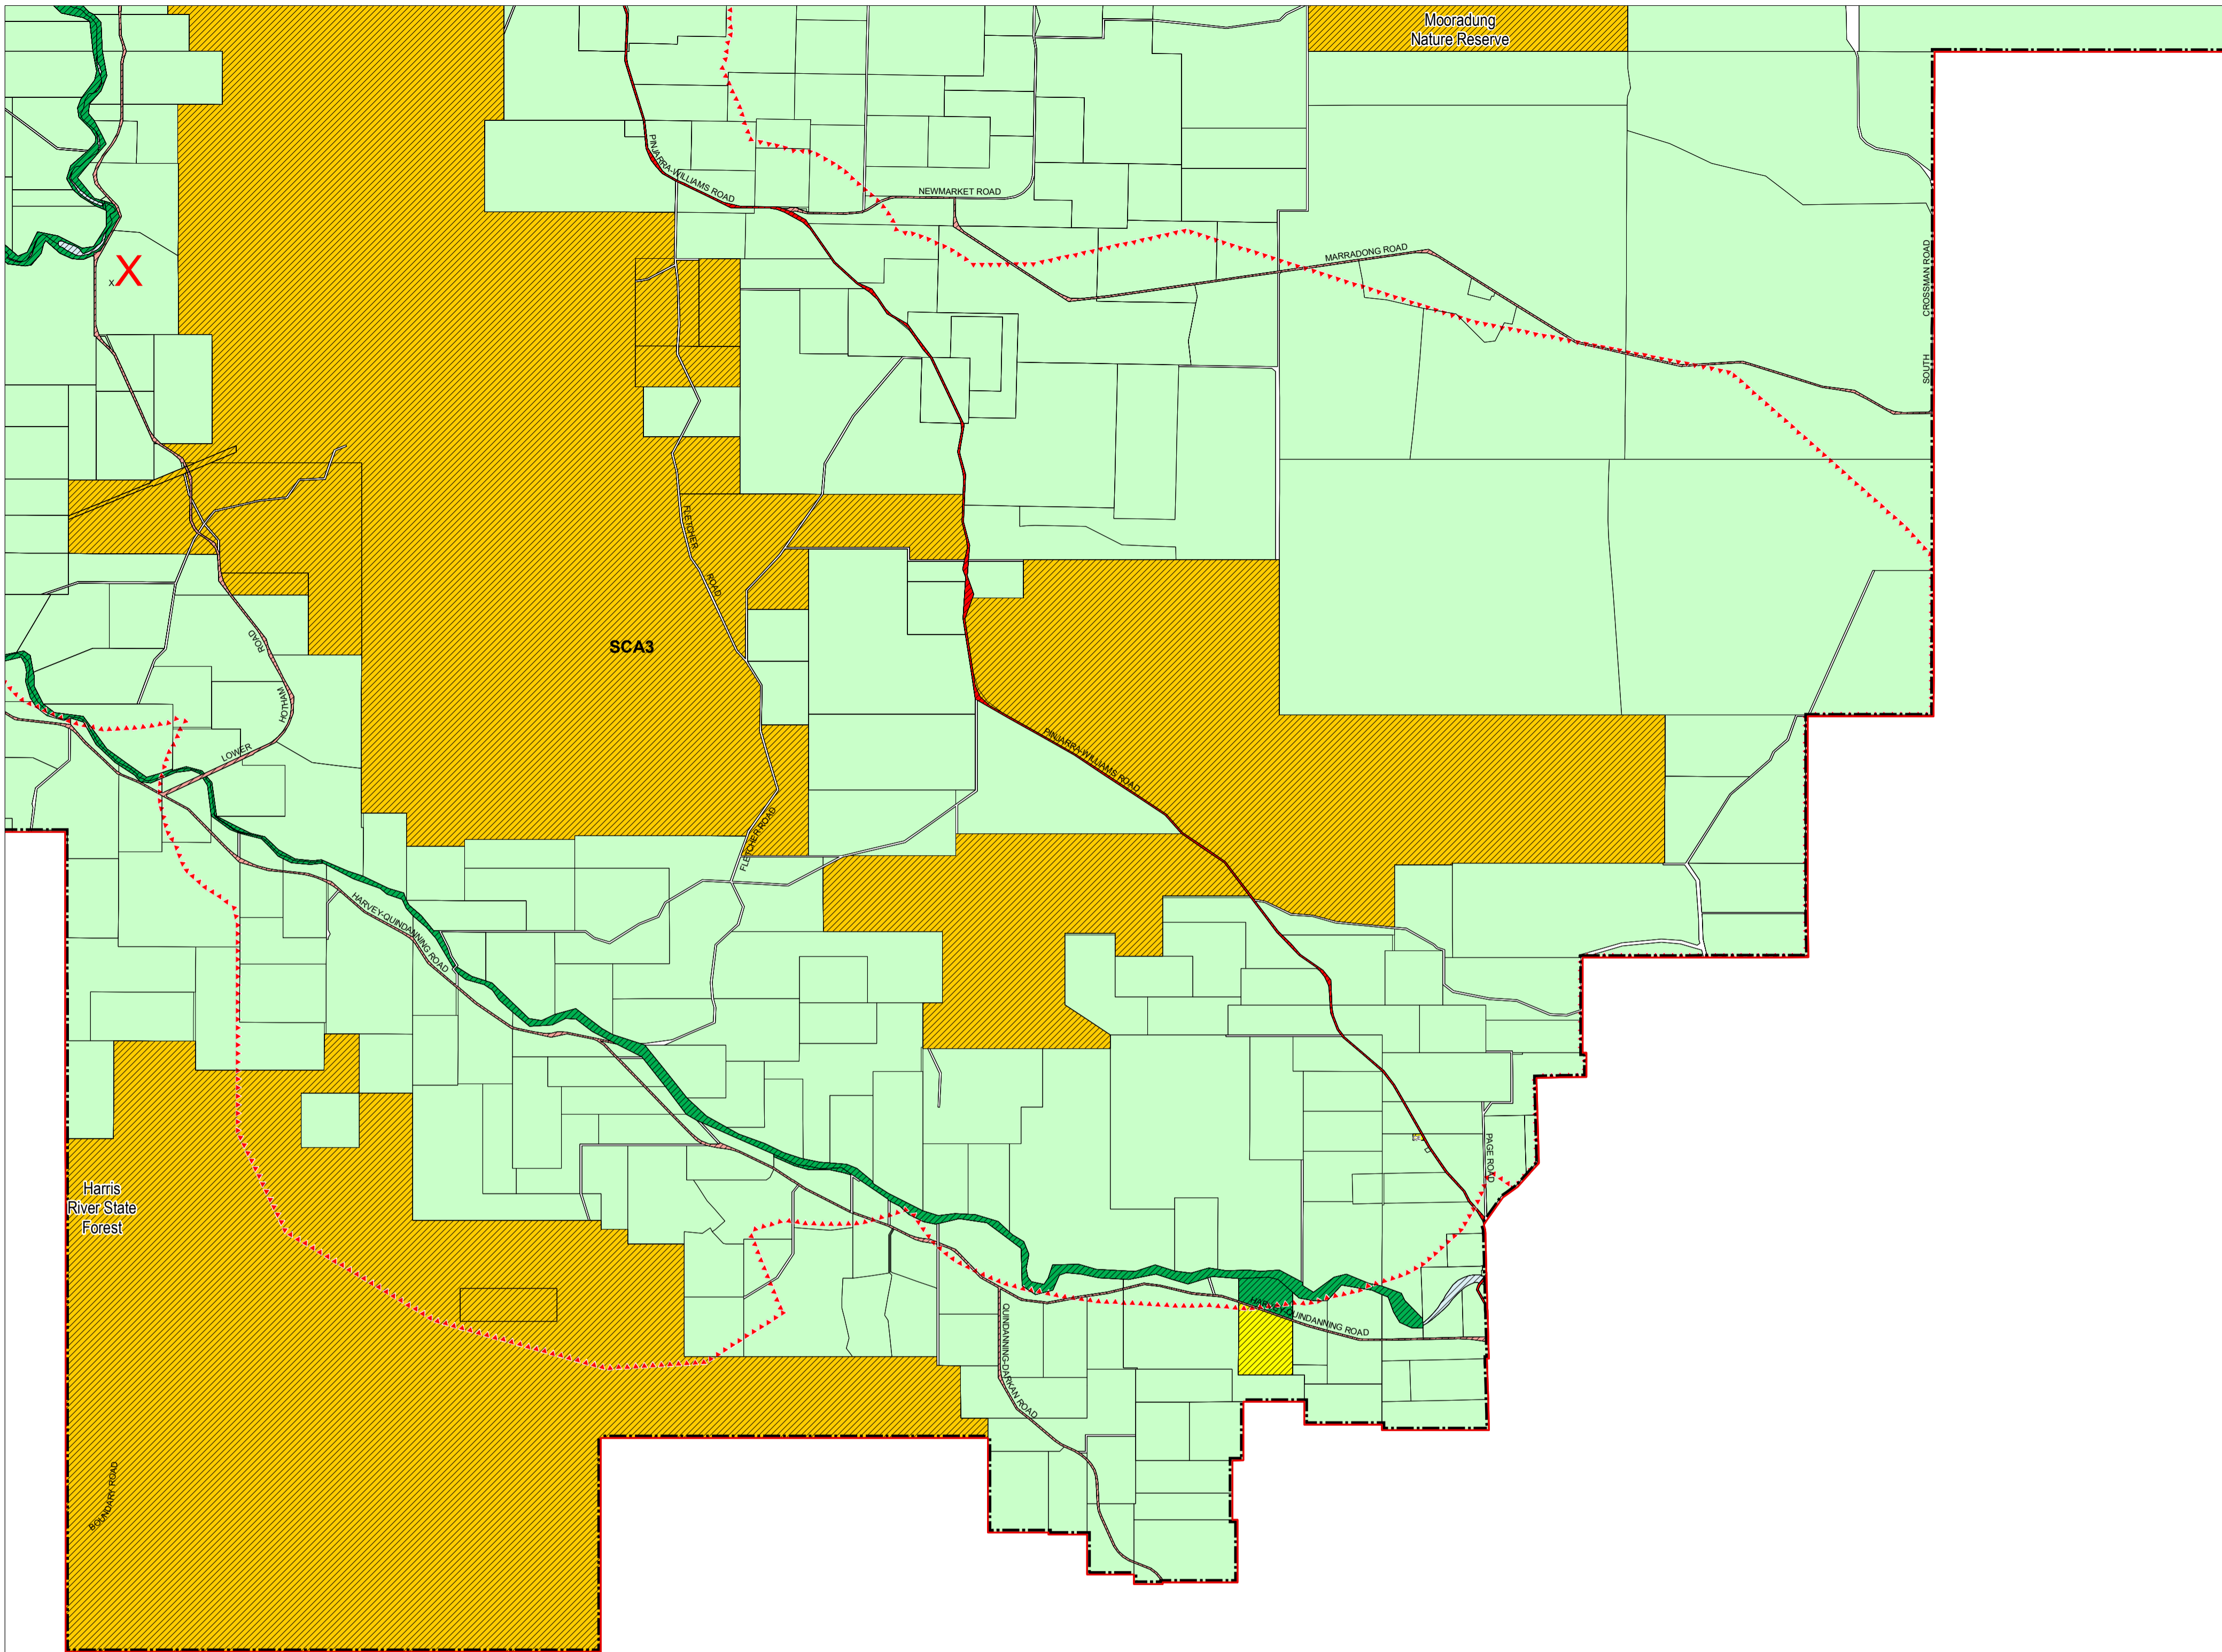 Mooradung
Nature Reserve
PINJARRA-WILLIAMS ROAD
NEWMARKET ROAD
MARRADONG ROAD
CROSSMAN ROAD
SOUTH
X
X
FLETCHER
ROAD
SCA3
ROAD
HOTHAM
LOWER
PINJARRA-WILLIAMS ROAD
FLETCHER ROAD
HARVEY-QUINDANNING ROAD
PAGE ROAD
Harris
River State
Forest
HARVEY-QUINDANNING ROAD
QUINDANNING-DARKAN ROAD
BOUNDARY ROAD